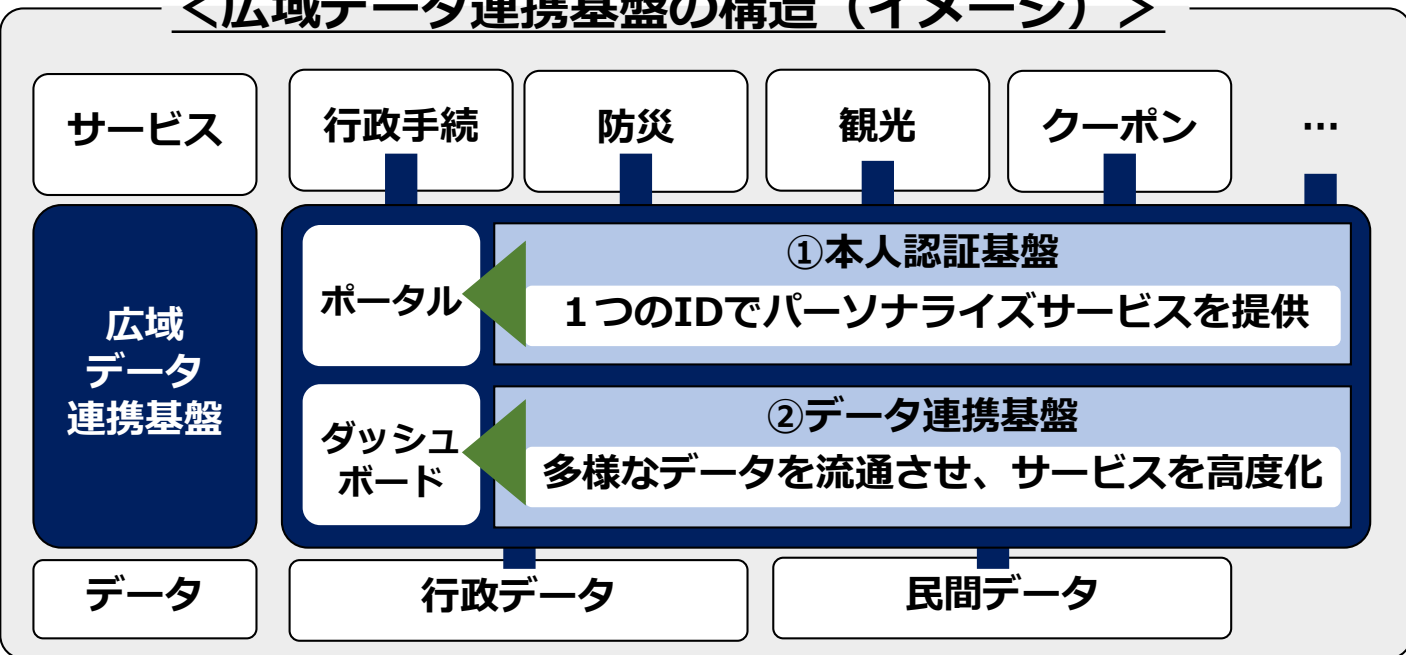 <広域データ連携基盤の構造（イメージ）>
サービス
行政手続
防災
観光
クーポン
…
広域
データ
連携基盤
ポータル
①本人認証基盤
１つのIDでパーソナライズサービスを提供
ダッシュ
ボード
②データ連携基盤
多様なデータを流通させ、サービスを高度化
データ
行政データ
民間データ